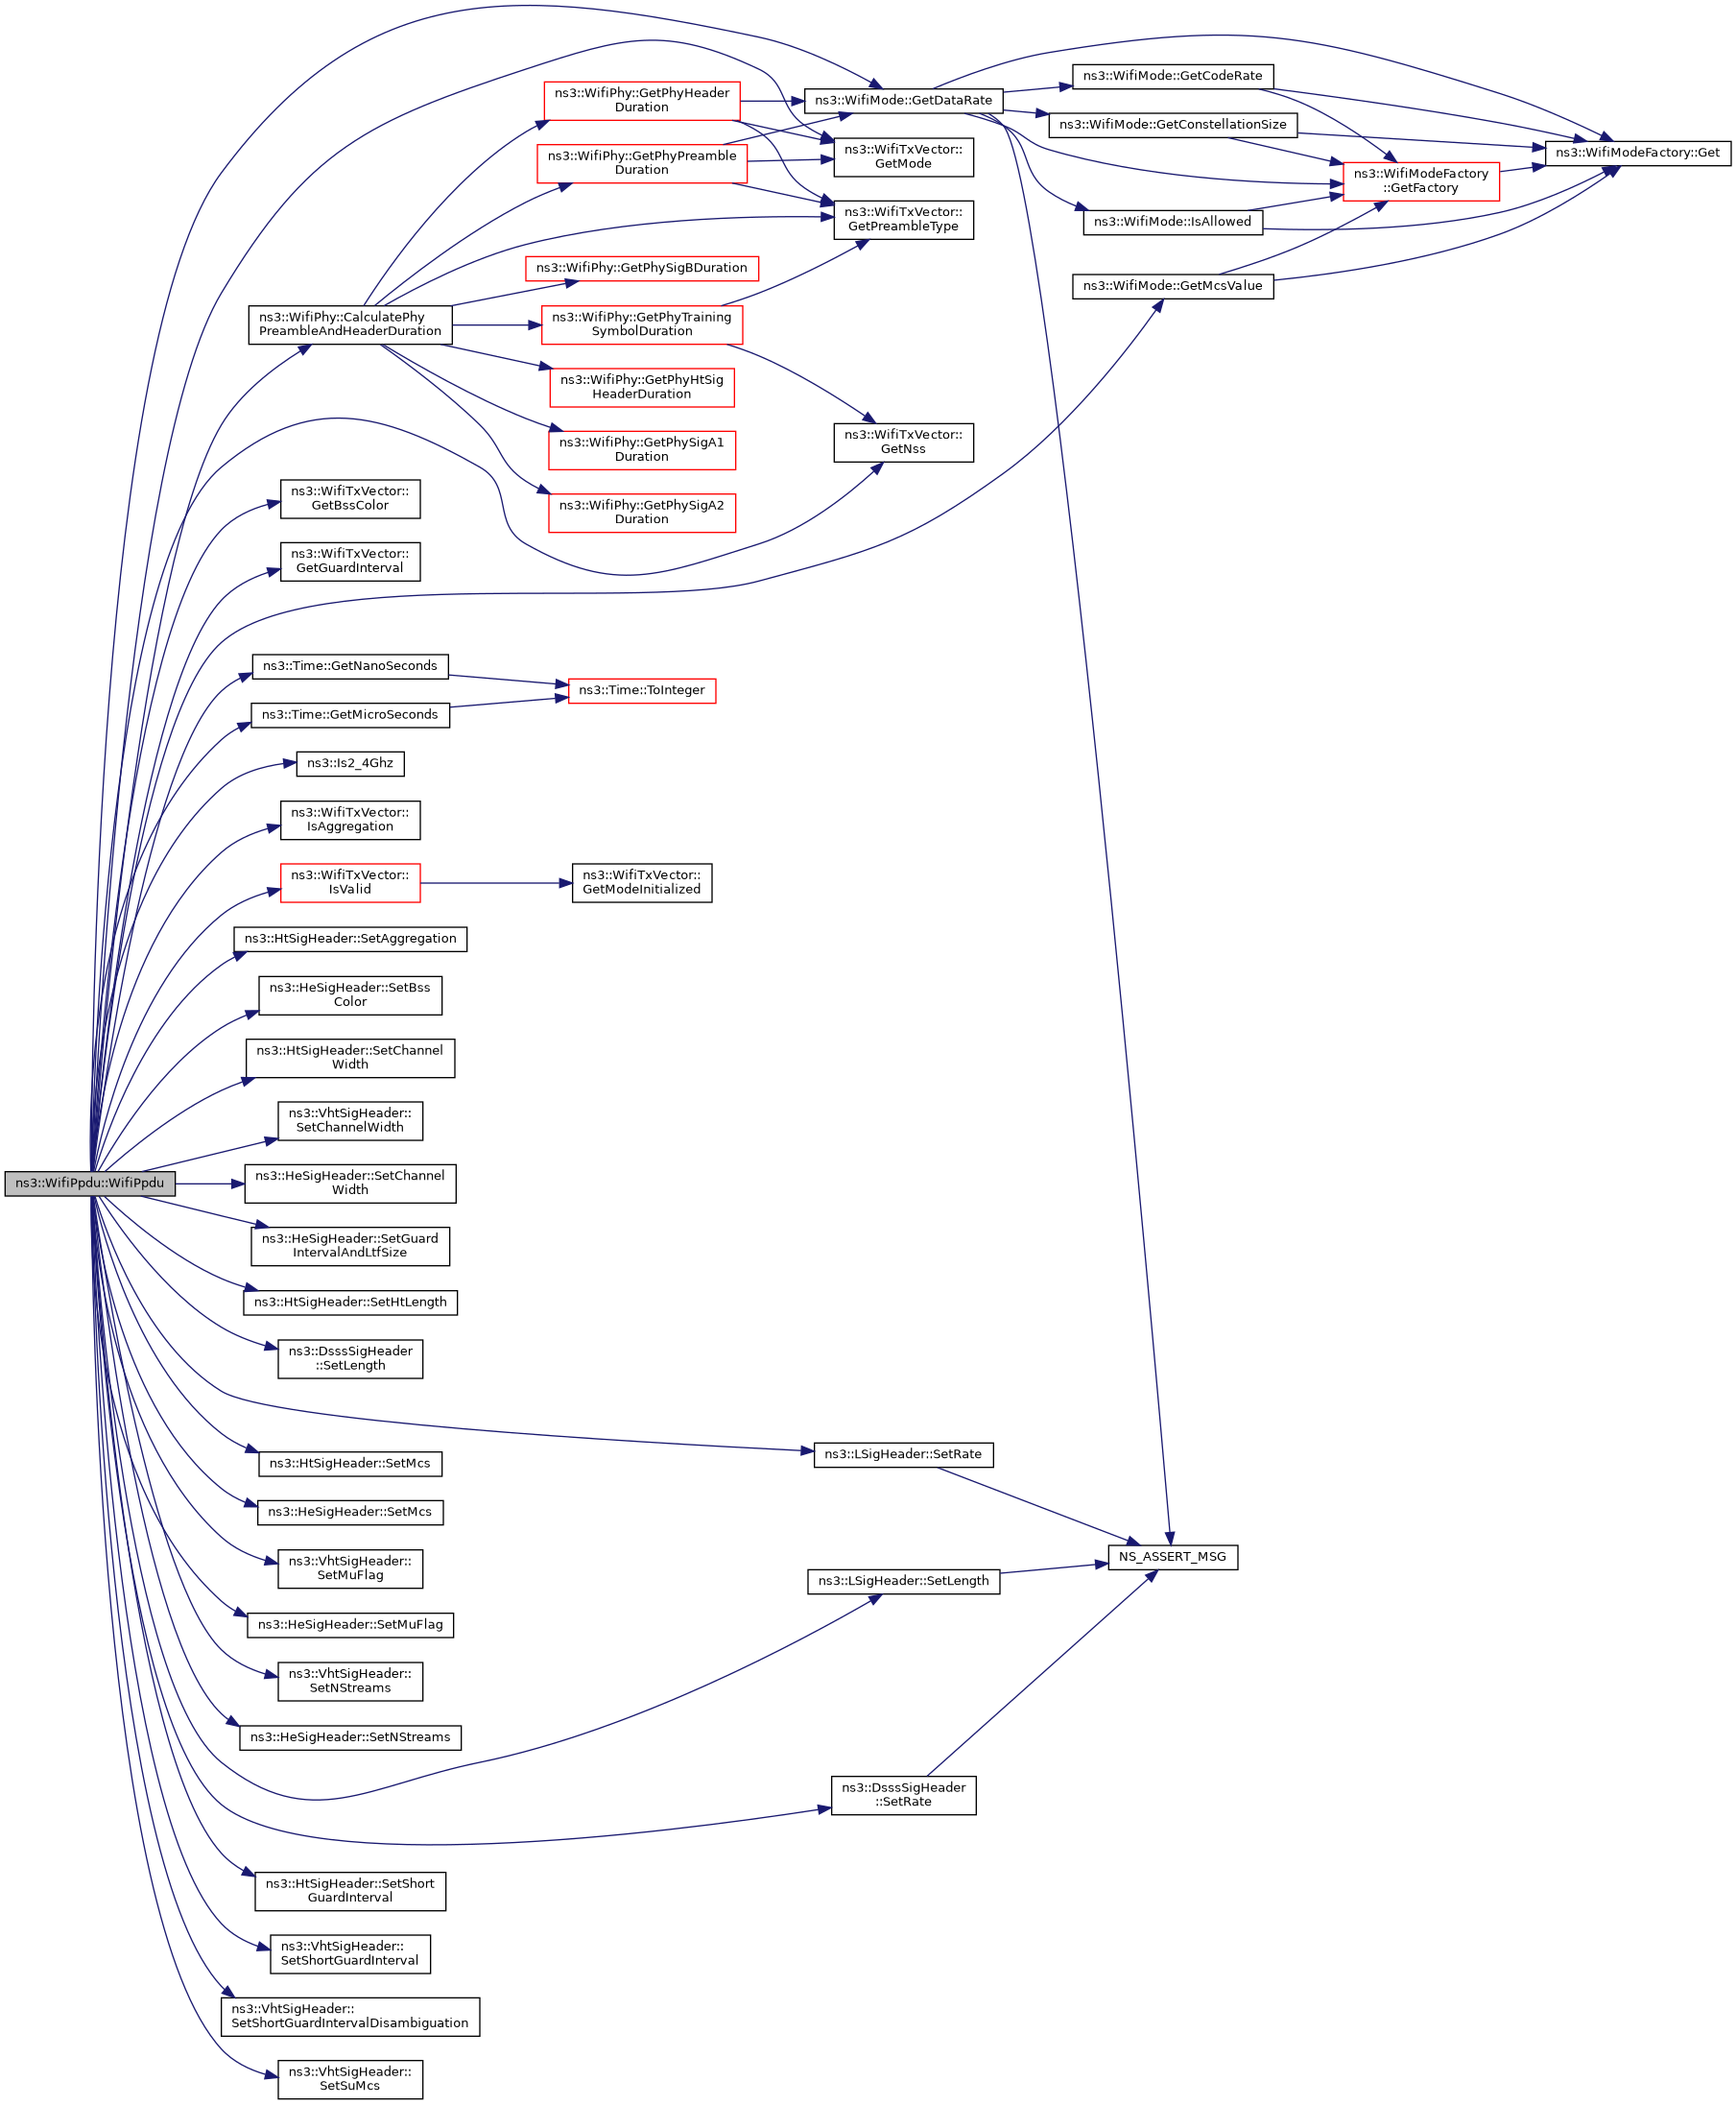 ns3::WifiPpdu::WifiPpdu
ns3::WifiPhy::CalculatePhy
PreambleAndHeaderDuration
ns3::WifiTxVector::
GetBssColor
ns3::WifiTxVector::
GetGuardInterval
ns3::Time::GetNanoSeconds
ns3::Time::GetMicroSeconds
ns3::Is2_4Ghz
ns3::WifiTxVector::
IsAggregation
ns3::WifiTxVector::
IsValid
ns3::HtSigHeader::SetAggregation
ns3::HeSigHeader::SetBss
Color
ns3::HtSigHeader::SetChannel
Width
ns3::VhtSigHeader::
SetChannelWidth
ns3::HeSigHeader::SetChannel
Width
ns3::HeSigHeader::SetGuard
IntervalAndLtfSize
ns3::HtSigHeader::SetHtLength
ns3::DsssSigHeader
::SetLength
ns3::HtSigHeader::SetMcs
ns3::HeSigHeader::SetMcs
ns3::VhtSigHeader::
SetMuFlag
ns3::HeSigHeader::SetMuFlag
ns3::VhtSigHeader::
SetNStreams
ns3::HeSigHeader::SetNStreams
ns3::HtSigHeader::SetShort
GuardInterval
ns3::VhtSigHeader::
SetShortGuardInterval
ns3::VhtSigHeader::
SetShortGuardIntervalDisambiguation
ns3::VhtSigHeader::
SetSuMcs
ns3::WifiPhy::GetPhyHeader
Duration
ns3::WifiPhy::GetPhyPreamble
Duration
ns3::WifiPhy::GetPhySigBDuration
ns3::WifiPhy::GetPhyTraining
SymbolDuration
ns3::WifiPhy::GetPhyHtSig
HeaderDuration
ns3::WifiPhy::GetPhySigA1
Duration
ns3::WifiPhy::GetPhySigA2
Duration
ns3::Time::ToInteger
ns3::WifiTxVector::
GetModeInitialized
ns3::WifiMode::GetDataRate
ns3::WifiTxVector::
GetMode
ns3::WifiTxVector::
GetPreambleType
ns3::WifiTxVector::
GetNss
ns3::LSigHeader::SetRate
ns3::LSigHeader::SetLength
ns3::DsssSigHeader
::SetRate
ns3::WifiMode::GetCodeRate
ns3::WifiMode::GetConstellationSize
ns3::WifiMode::IsAllowed
ns3::WifiMode::GetMcsValue
NS_ASSERT_MSG
ns3::WifiModeFactory
::GetFactory
ns3::WifiModeFactory::Get